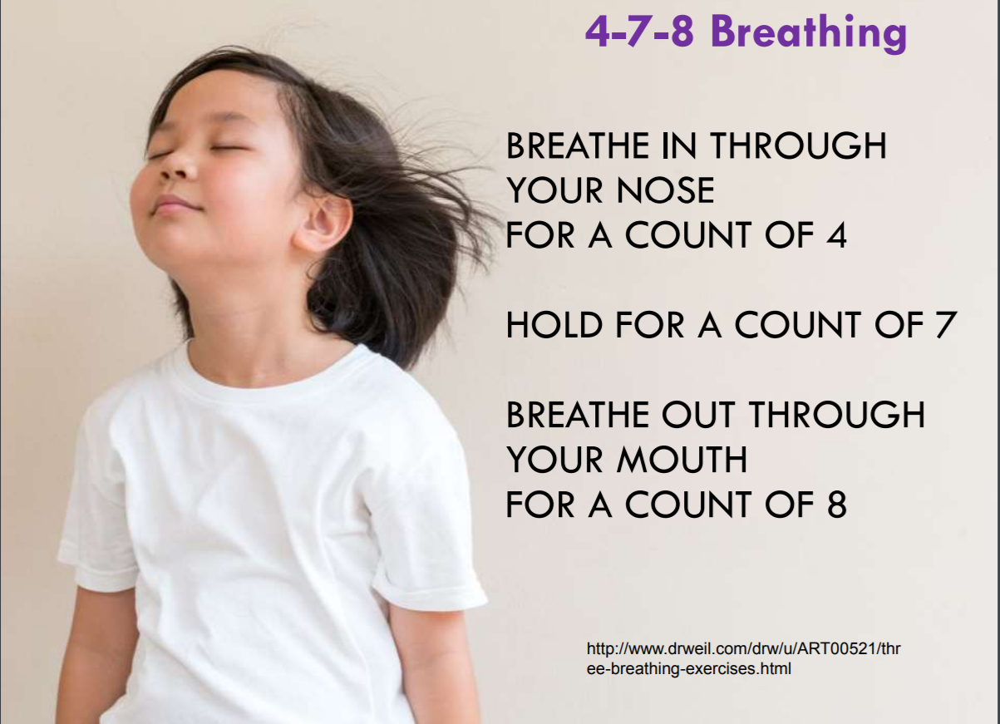 4-7-8 Breathing
BREATHE IN THROUGH
YOUR NOSE
FOR A COUNT OF 4
HOLD FOR A COUNT OF 7
BREATHE OUT THROUGH
YOUR MOUTH
FOR A COUNT OF 8
http://www.drweil.com/drw/u/ART00521/thr
ee-breathing-exercises.html